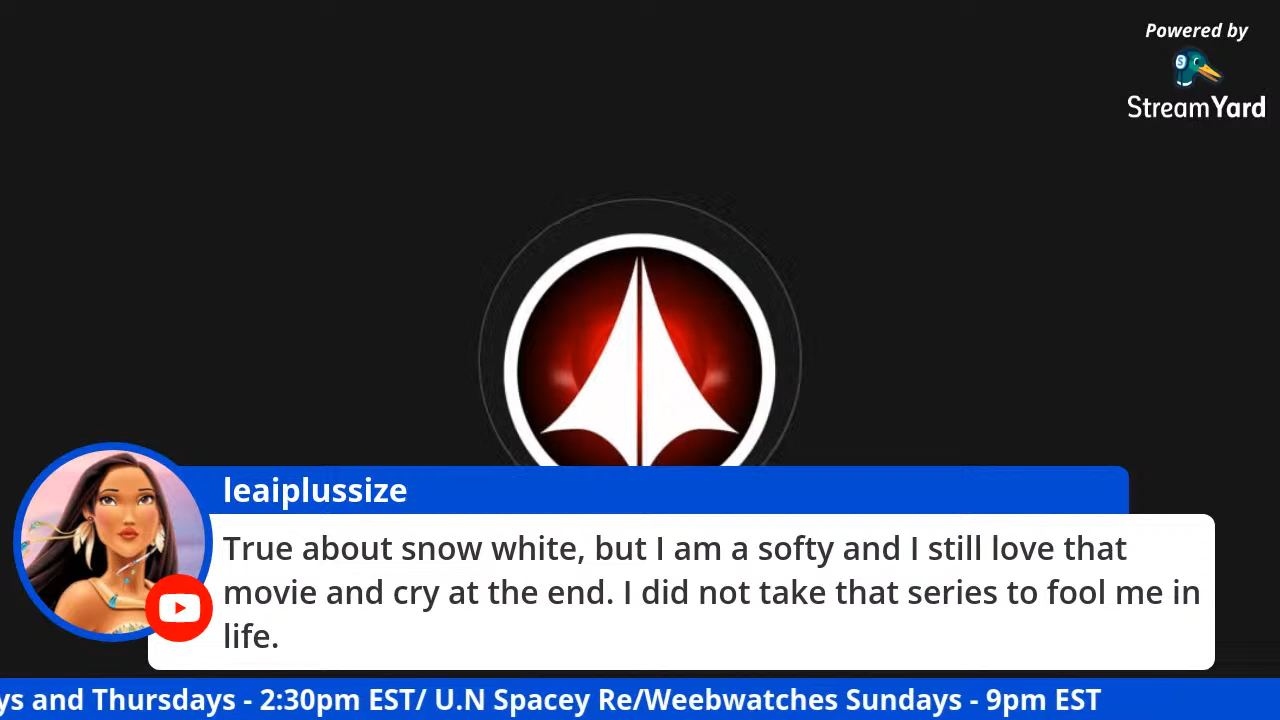 Powered by
StreamYard
leaiplussize
True about snow white, but I am a softy and I still love that
movie and cry at the end. I did not take that series to fool me in
life.
ys and Thursdays - 2:30pm EST/ U.N Spacey Re/Weebwatches Sundays - 9pm EST